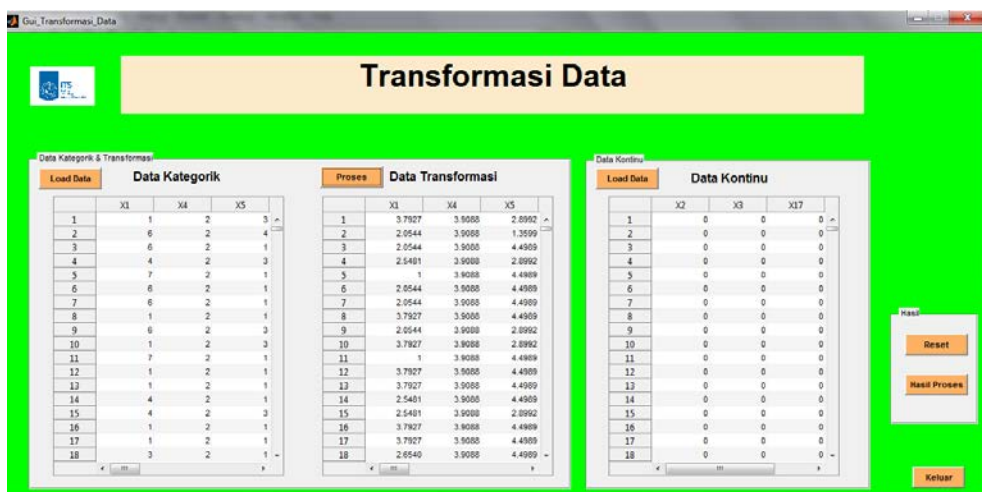 Gui_Transformasi_Data
ITS
Transformasi Data
Data Kategorik & Transformasi
Load Data
Data Kategorik
X1 X4 X5
1 1 2 3
2 6 2 4
3 6 2 1
4 4 2 3
5 7 2 1
6 6 2 1
7 6 2 1
8 1 2 1
9 6 2 3
10 1 2 3
11 7 2 1
12 1 2 1
13 1 2 1
14 4 2 1
15 4 2 3
16 1 2 1
17 1 2 1
18 3 2 1
Proses
Data Transformasi
X1 X4 X5
1 3.7927 3.9088 2.8992
2 2.0544 3.9088 1.3599
3 2.0544 3.9088 4.4989
4 2.5481 3.9088 2.8992
5 1 3.9088 4.4989
6 2.0544 3.9088 4.4989
7 2.0544 3.9088 4.4989
8 3.7927 3.9088 4.4989
9 2.0544 3.9088 2.8992
10 3.7927 3.9088 2.8992
11 1 3.9088 4.4989
12 3.7927 3.9088 4.4989
13 3.7927 3.9088 4.4989
14 2.5481 3.9088 4.4989
15 2.5481 3.9088 2.8992
16 3.7927 3.9088 4.4989
17 3.7927 3.9088 4.4989
18 2.6540 3.9088 4.4989
Data Kontinu
Load Data
Data Kontinu
X2 X3 X17
1 0 0 0
2 0 0 0
3 0 0 0
4 0 0 0
5 0 0 0
6 0 0 0
7 0 0 0
8 0 0 0
9 0 0 0
10 0 0 0
11 0 0 0
12 0 0 0
13 0 0 0
14 0 0 0
15 0 0 0
16 0 0 0
17 0 0 0
18 0 0 0
Hasil
Reset
Hasil Proses
Keluar